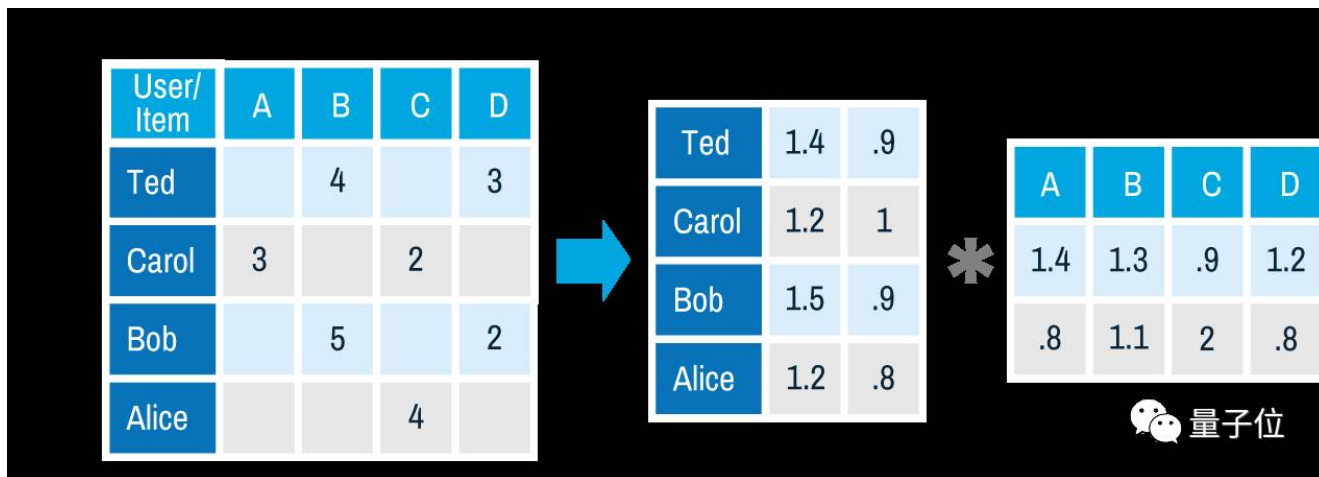 User/
Item A B C D
Ted 4 3
Carol 3 2
Bob 5 2
Alice 4
Ted 1.4 .9
Carol 1.2 1
Bob 1.5 .9
Alice 1.2 .8
*
A B C D
1.4 1.3 .9 1.2
.8 1.1 2 .8
量子位